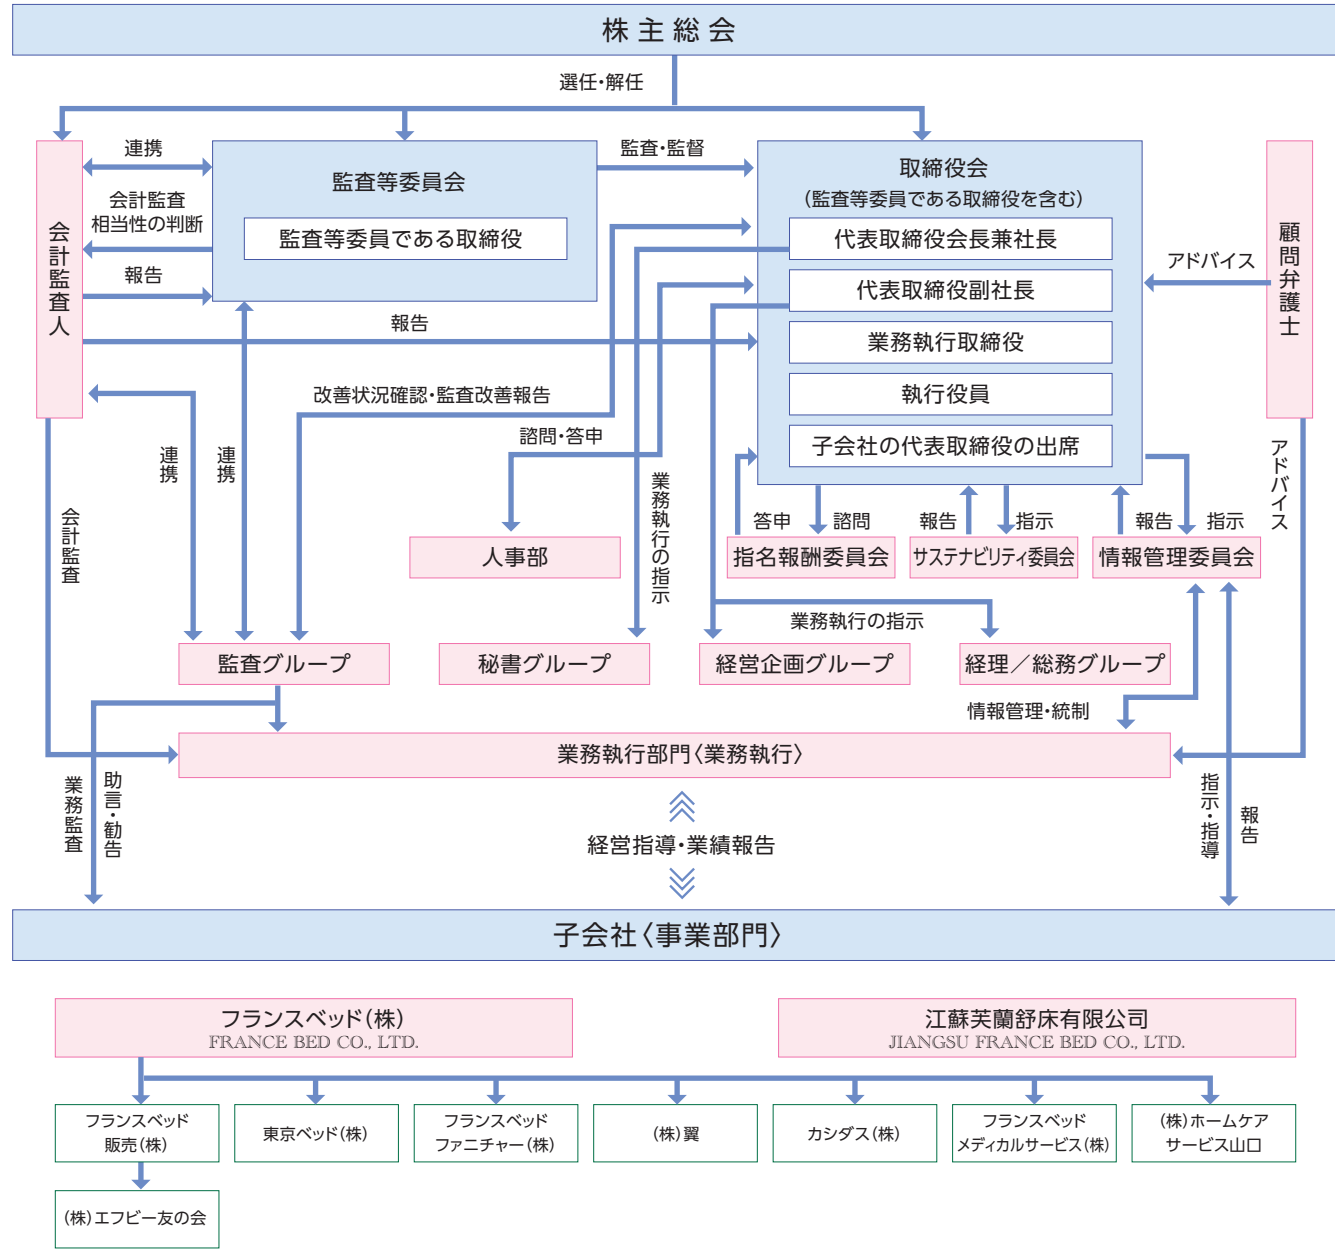 株主総会
選任・解任
会計監査人
連携
会計監査
相当性の判断
報告
監査等委員会
監査等委員である取締役
監査・監督
取締役会
(監査等委員である取締役を含む)
代表取締役会長兼社長
代表取締役副社長
業務執行取締役
執行役員
子会社の代表取締役の出席
顧問弁護士
アドバイス
報告
改善状況確認・監査改善報告
諮問・答申
連携
連携
会計監査
業務執行の指示
アドバイス
答申
諮問
報告
指示
報告
指示
人事部
指名報酬委員会
サステナビリティ委員会
情報管理委員会
業務執行の指示
監査グループ
秘書グループ
経営企画グループ
経理／総務グループ
情報管理・統制
業務執行部門〈業務執行〉
業務監査
助言・勧告
経営指導・業績報告
指示・指導
報告
子会社〈事業部門〉
フランスベッド(株)
FRANCE BED CO., LTD.
江蘇芙蘭舒床有限公司
JIANGSU FRANCE BED CO., LTD.
フランスベッド
販売(株)
東京ベッド(株)
フランスベッド
ファニチャー(株)
(株)翼
カシダス(株)
フランスベッド
メディカルサービス(株)
(株)ホームケア
サービス山口
(株)エフビー友の会